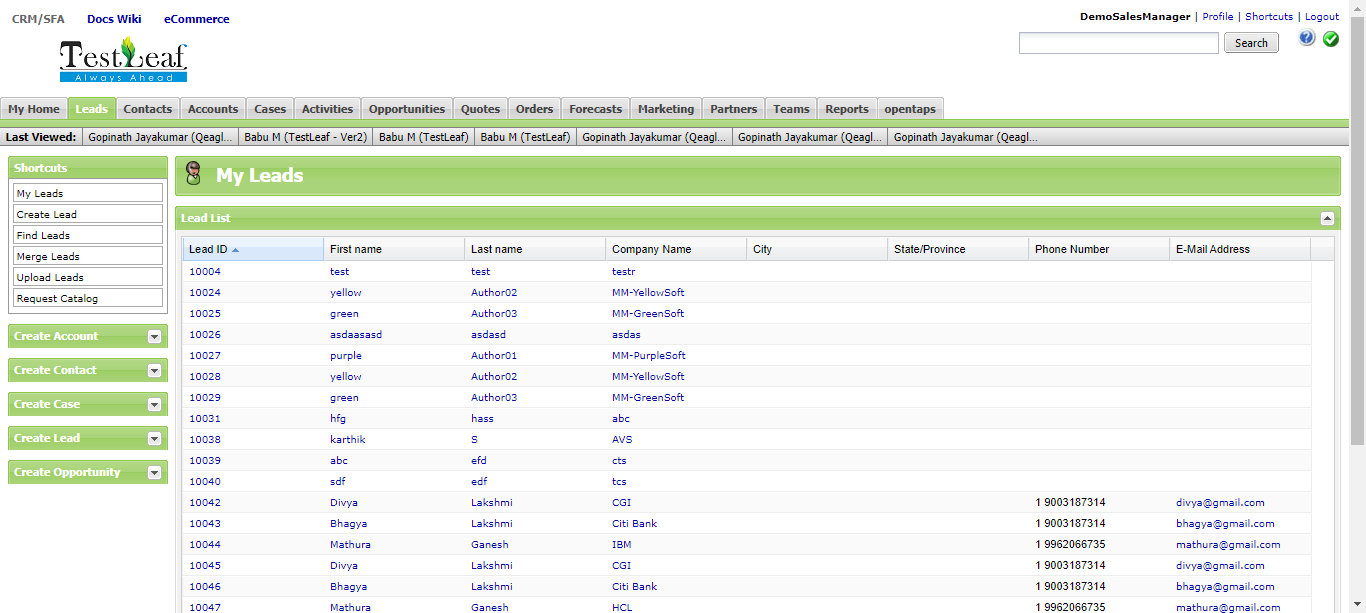 CRM/SFA Docs Wiki eCommerce
DemoSalesManager | Profile | Shortcuts | Logout
TestLeaf
Always Ahead
Search
My Home Leads Contacts Accounts Cases Activities Opportunities Quotes Orders Forecasts Marketing Partners Teams Reports opentaps
Last Viewed: Gopinath Jayakumar (Qeagl... Babu M (TestLeaf - Ver2) Babu M (TestLeaf) Babu M (TestLeaf) Gopinath Jayakumar (Qeagl... Gopinath Jayakumar (Qeagl... Gopinath Jayakumar (Qeagl...
Shortcuts
My Leads
Create Lead
Find Leads
Merge Leads
Upload Leads
Request Catalog
Create Account
Create Contact
Create Case
Create Lead
Create Opportunity
My Leads
Lead List
Lead ID First name Last name Company Name City State/Province Phone Number E-Mail Address
10004 test test testr
10024 yellow Author02 MM-YellowSoft
10025 green Author03 MM-GreenSoft
10026 asdaasasd asdasd asdas
10027 purple Author01 MM-PurpleSoft
10028 yellow Author02 MM-YellowSoft
10029 green Author03 MM-GreenSoft
10031 hfg hass abc
10038 karthik S AVS
10039 abc efd cts
10040 sdf edf tcs
10042 Divya Lakshmi CGI 1 9003187314 divya@gmail.com
10043 Bhagya Lakshmi Citi Bank 1 9003187314 bhagya@gmail.com
10044 Mathura Ganesh IBM 1 9962066735 mathura@gmail.com
10045 Divya Lakshmi CGI 1 9003187314 divya@gmail.com
10046 Bhagya Lakshmi Citi Bank 1 9003187314 bhagya@gmail.com
10047 Mathura Ganesh HCL 1 9962066735 mathura@gmail.com